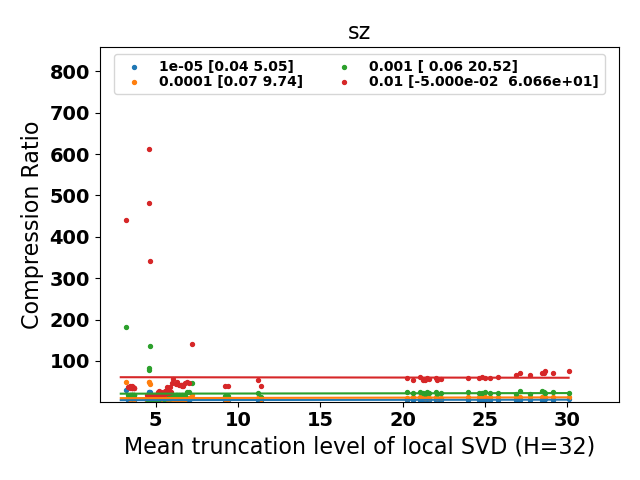 sz
1e-05 [0.04 5.05]
0.0001 [0.07 9.74]
0.001 [ 0.06 20.52]
0.01 [-5.000e-02  6.066e+01]
Compression Ratio
800
700
600
500
400
300
200
100
5 10 15 20 25 30
Mean truncation level of local SVD (H=32)